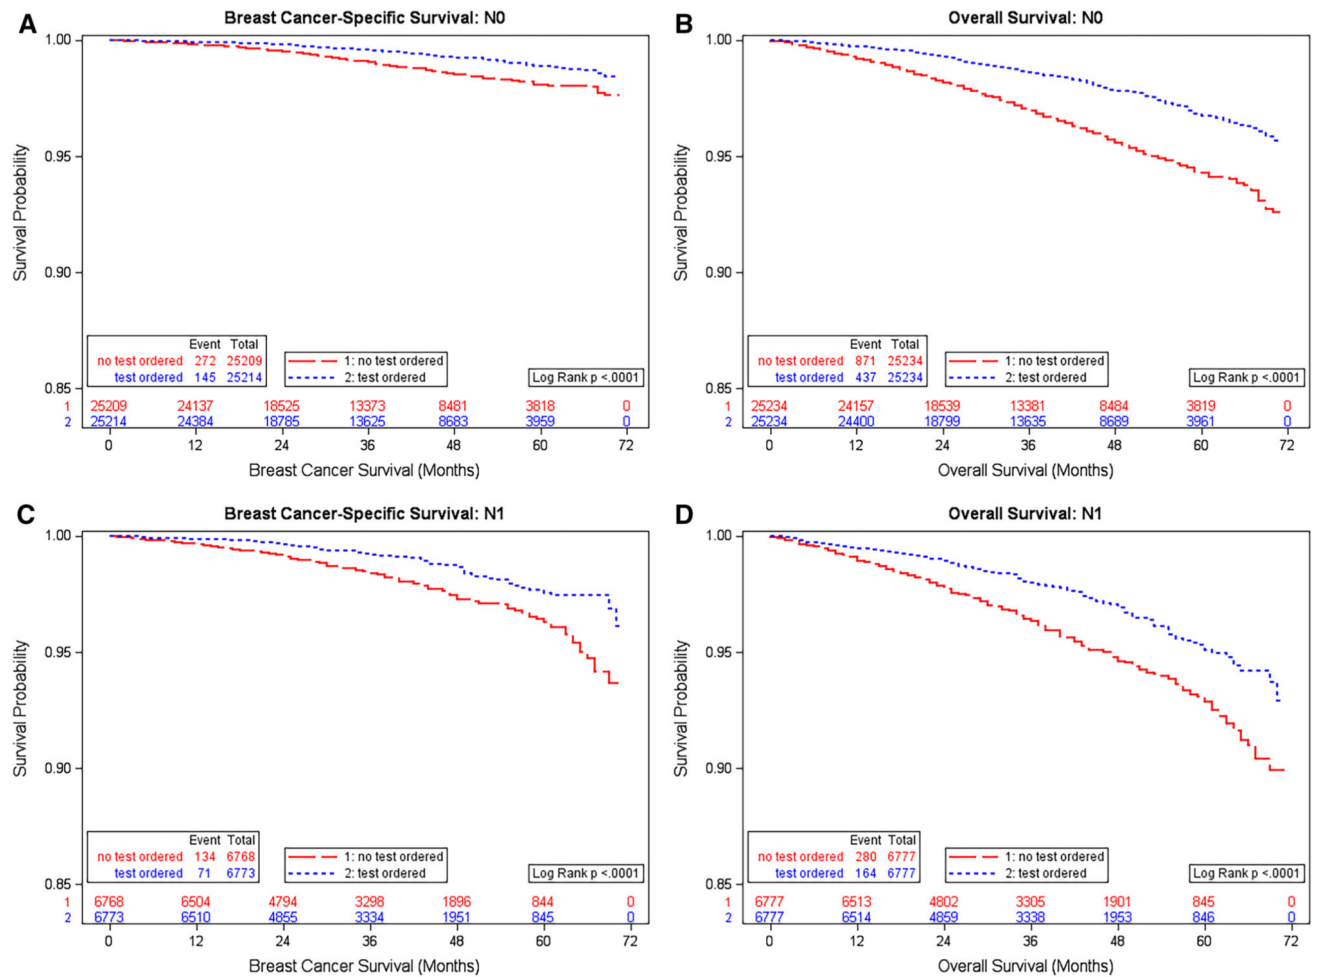 A
Breast Cancer-Specific Survival: N0
1.00
0.95
0.90
0.85
Survival Probability
Event Total
no test ordered 272 25209
test ordered 145 25214
1: no test ordered
2: test ordered
Log Rank p <.0001
1 25209 24137 18525 13373 8481 3818 0
2 25214 24384 18785 13625 8683 3959 0
0 12 24 36 48 60 72
Breast Cancer Survival (Months)
B
Overall Survival: N0
1.00
0.95
0.90
0.85
Survival Probability
Event Total
no test ordered 871 25234
test ordered 437 25234
1: no test ordered
2: test ordered
Log Rank p <.0001
1 25234 24157 18539 13381 8484 3819 0
2 25234 24400 18799 13635 8689 3961 0
0 12 24 36 48 60 72
Overall Survival (Months)
C
Breast Cancer-Specific Survival: N1
1.00
0.95
0.90
0.85
Survival Probability
Event Total
no test ordered 134 6768
test ordered 71 6773
1: no test ordered
2: test ordered
Log Rank p <.0001
1 6768 6504 4794 3298 1896 844 0
2 6773 6510 4855 3334 1951 845 0
0 12 24 36 48 60 72
Breast Cancer Survival (Months)
D
Overall Survival: N1
1.00
0.95
0.90
0.85
Survival Probability
Event Total
no test ordered 280 6777
test ordered 164 6777
1: no test ordered
2: test ordered
Log Rank p <.0001
1 6777 6513 4802 3305 1901 845 0
2 6777 6514 4859 3338 1953 846 0
0 12 24 36 48 60 72
Overall Survival (Months)